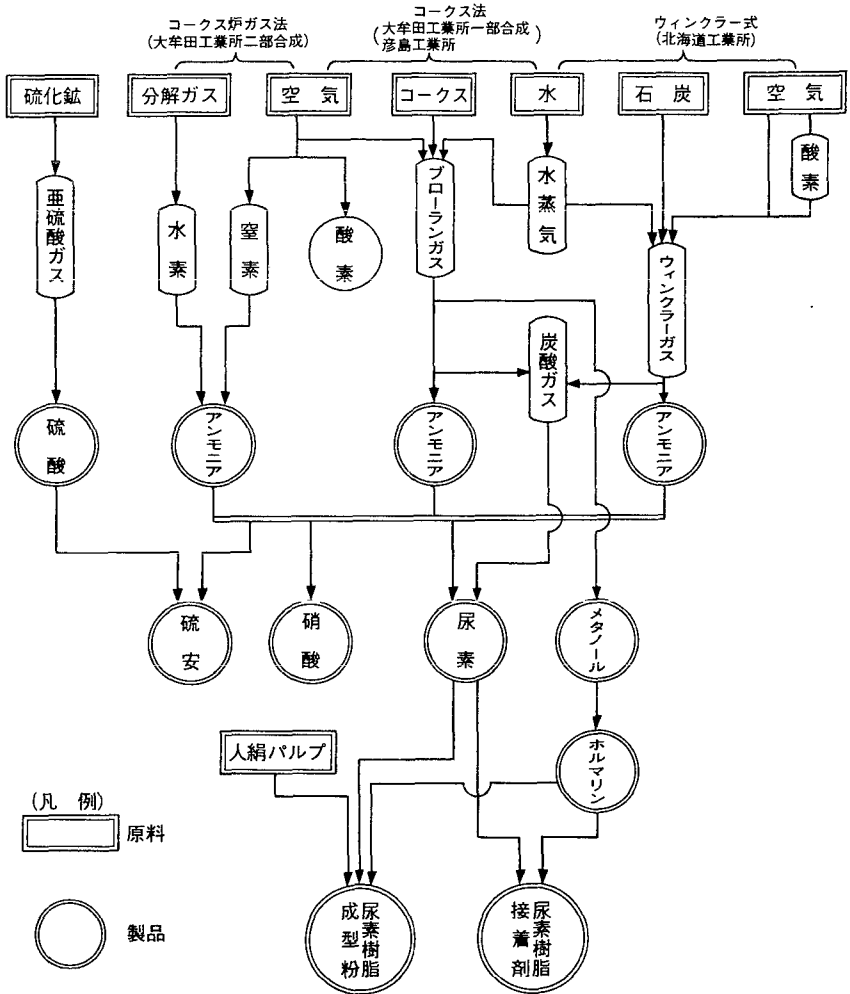 コークス炉ガス法
(大牟田工業所二部合成)
コークス法
(大牟田工業所一部合成)
彦島工業所
ウィンクラー式
(北海道工業所)
硫化鉱
分解ガス
空気
コークス
水
石炭
空気
酸素
亜硫酸ガス
水素
窒素
酸素
ブローランガス
水蒸気
ウィンクラーガス
炭酸ガス
硫酸
アンモニア
アンモニア
アンモニア
硫安
硝酸
尿素
メタノール
人絹パルプ
ホルマリン
(凡例)
原料
製品
尿素樹脂
成型粉
尿素樹脂
接着剤